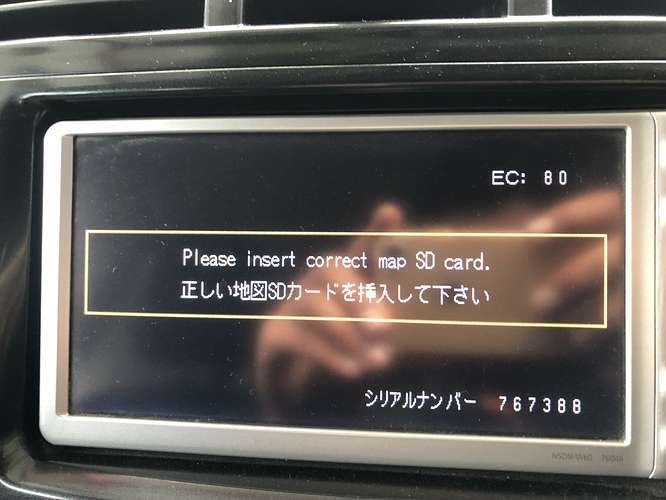 EC: 80
Please insert correct map SD card.
正しい地図SDカードを挿入して下さい
シリアルナンバー 767388